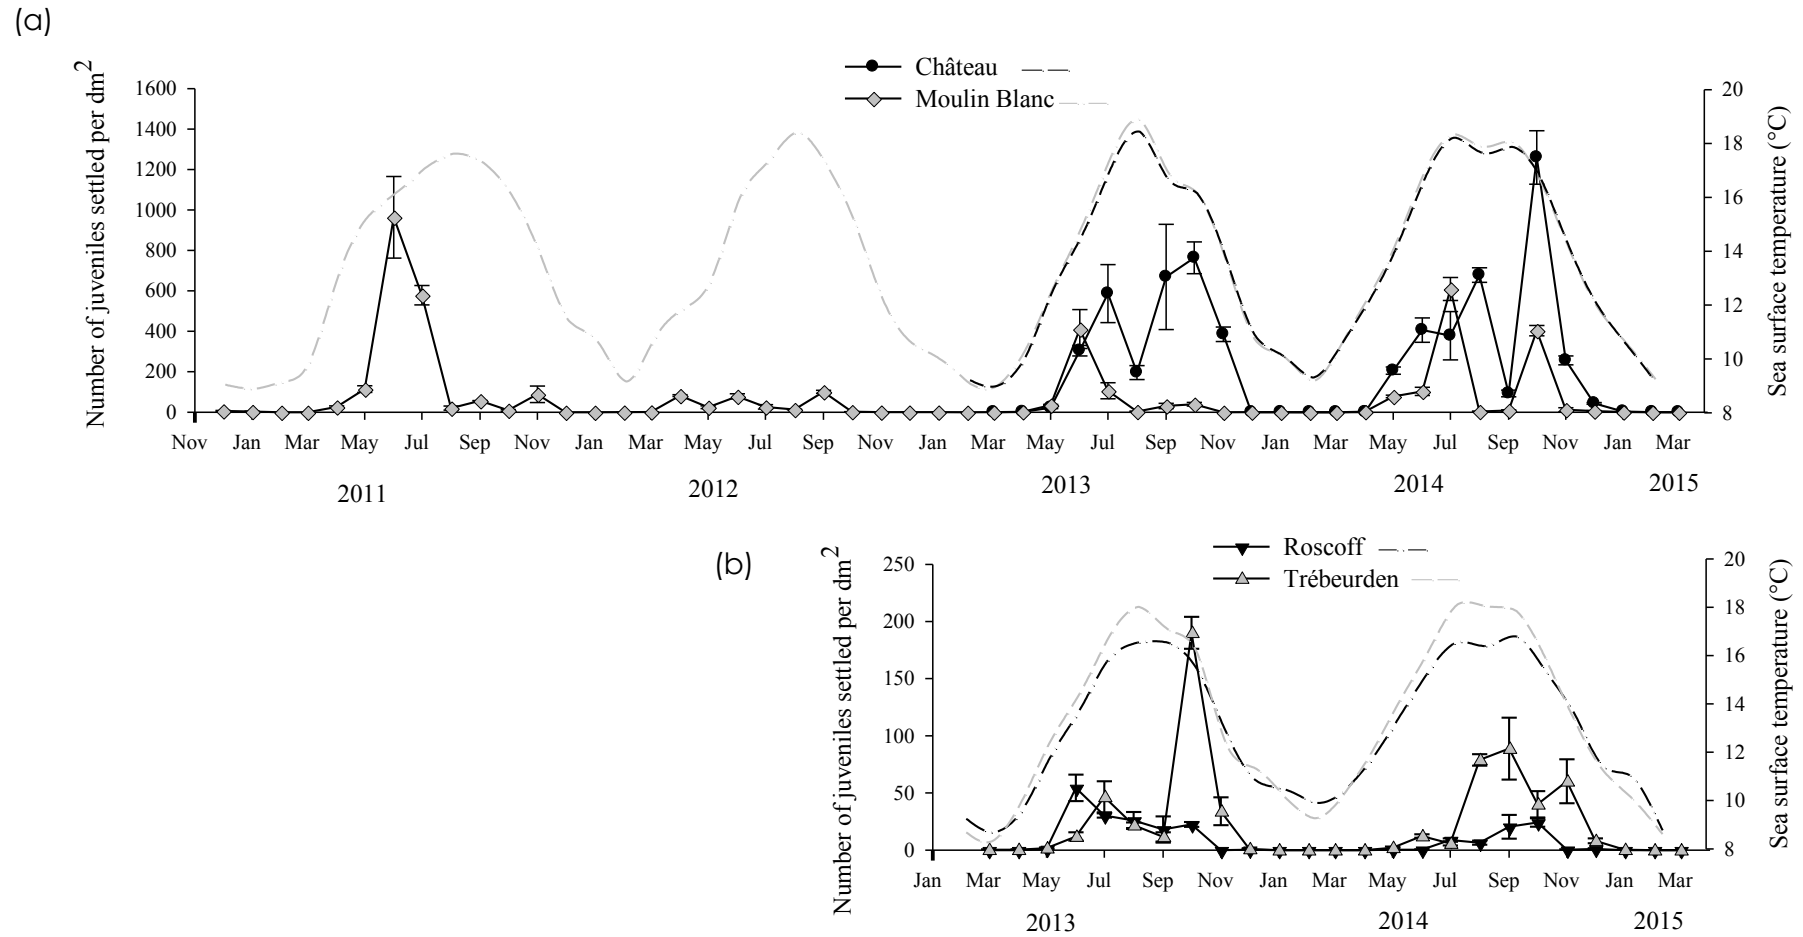 (a)
Château
Moulin Blanc
Number of juveniles settled per dm2
1600
1400
1200
1000
800
600
400
200
0
20
18
16
14
12
10
8
Sea surface temperature (°C)
Nov Jan Mar May Jul Sep Nov Jan Mar May Jul Sep Nov Jan Mar May Jul Sep Nov Jan Mar May Jul Sep Nov Jan Mar
2011 2012 2013 2014 2015
(b)
Roscoff
Trébeurden
Number of juveniles settled per dm2
250
200
150
100
50
0
20
18
16
14
12
10
8
Sea surface temperature (°C)
Jan Mar May Jul Sep Nov Jan Mar May Jul Sep Nov Jan Mar
2013 2014 2015